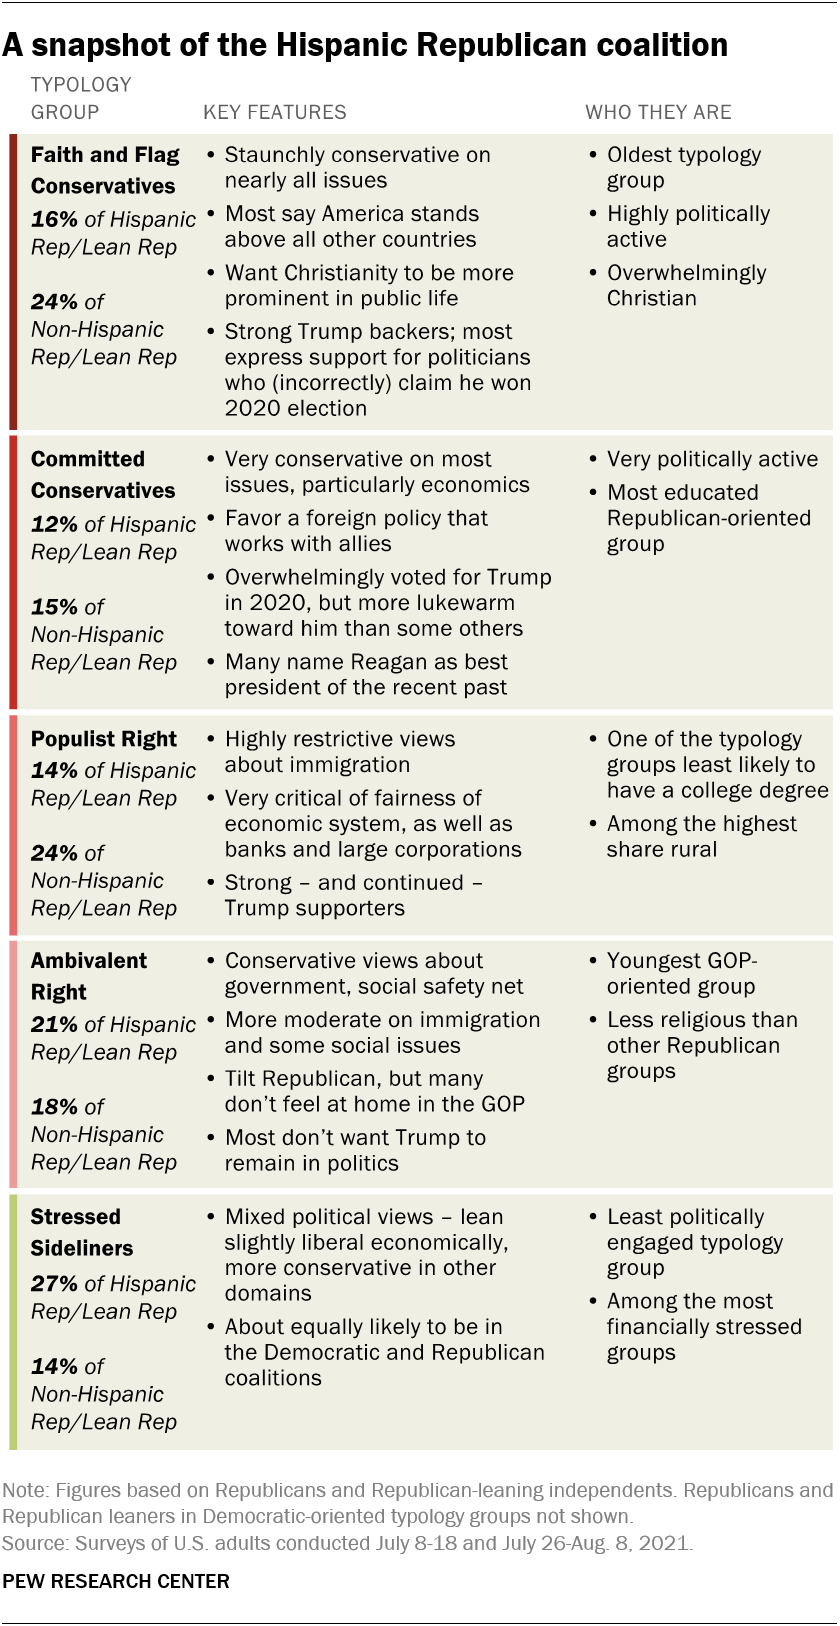 A snapshot of the Hispanic Republican coalition
TYPOLOGY
GROUP
KEY FEATURES
WHO THEY ARE
Faith and Flag
Conservatives
16% of Hispanic
Rep/Lean Rep
24% of
Non-Hispanic
Rep/Lean Rep
• Staunchly conservative on
nearly all issues
• Most say America stands
above all other countries
• Want Christianity to be more
prominent in public life
• Strong Trump backers; most
express support for politicians
who (incorrectly) claim he won
2020 election
• Oldest typology
group
• Highly politically
active
• Overwhelmingly
Christian
Committed
Conservatives
12% of Hispanic
Rep/Lean Rep
15% of
Non-Hispanic
Rep/Lean Rep
• Very conservative on most
issues, particularly economics
• Favor a foreign policy that
works with allies
• Overwhelmingly voted for Trump
in 2020, but more lukewarm
toward him than some others
• Many name Reagan as best
president of the recent past
• Very politically active
• Most educated
Republican-oriented
group
Populist Right
14% of Hispanic
Rep/Lean Rep
24% of
Non-Hispanic
Rep/Lean Rep
• Highly restrictive views
about immigration
• Very critical of fairness of
economic system, as well as
banks and large corporations
• Strong – and continued –
Trump supporters
• One of the typology
groups least likely to
have a college degree
• Among the highest
share rural
Ambivalent
Right
21% of Hispanic
Rep/Lean Rep
18% of
Non-Hispanic
Rep/Lean Rep
• Conservative views about
government, social safety net
• More moderate on immigration
and some social issues
• Tilt Republican, but many
don’t feel at home in the GOP
• Most don’t want Trump to
remain in politics
• Youngest GOP-
oriented group
• Less religious than
other Republican
groups
Stressed
Sideliners
27% of Hispanic
Rep/Lean Rep
14% of
Non-Hispanic
Rep/Lean Rep
• Mixed political views – lean
slightly liberal economically,
more conservative in other
domains
• About equally likely to be in
the Democratic and Republican
coalitions
• Least politically
engaged typology
group
• Among the most
financially stressed
groups
Note: Figures based on Republicans and Republican-leaning independents. Republicans and
Republican leaners in Democratic-oriented typology groups not shown.
Source: Surveys of U.S. adults conducted July 8-18 and July 26-Aug. 8, 2021.
PEW RESEARCH CENTER